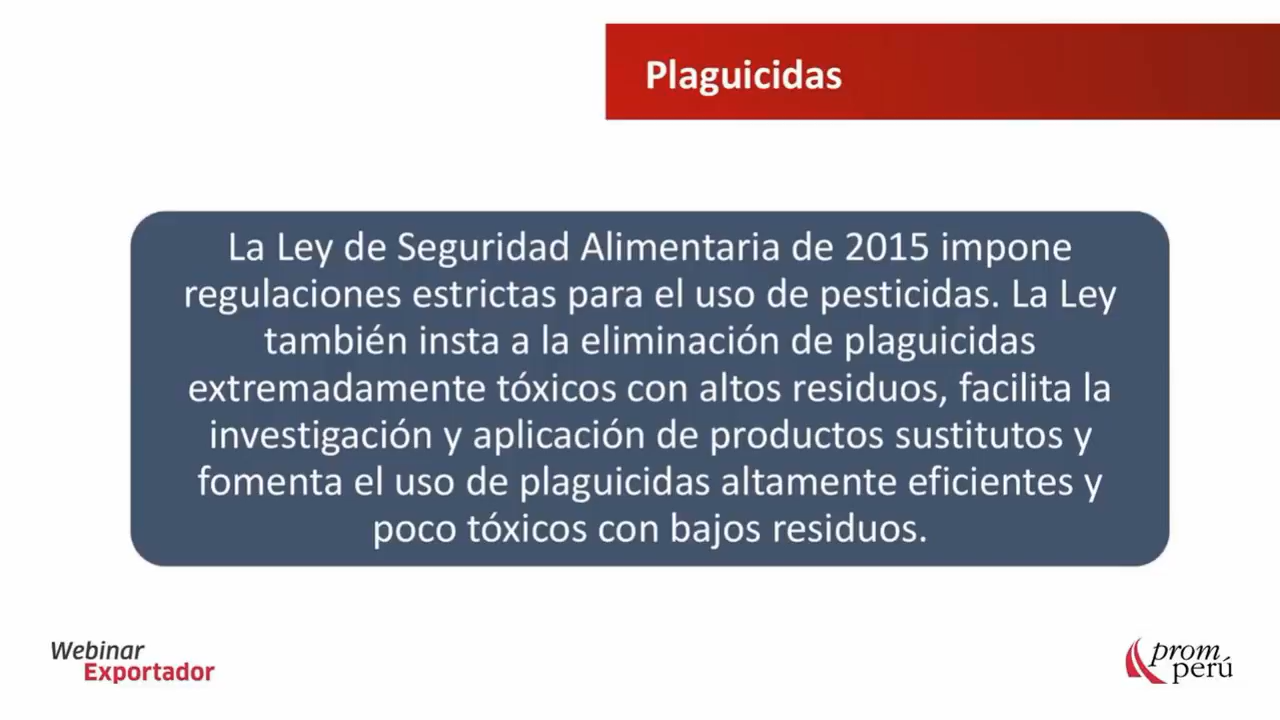 Plaguicidas
La Ley de Seguridad Alimentaria de 2015 impone
regulaciones estrictas para el uso de pesticidas. La Ley
también insta a la eliminación de plaguicidas
extremadamente tóxicos con altos residuos, facilita la
investigación y aplicación de productos sustitutos y
fomenta el uso de plaguicidas altamente eficientes y
poco tóxicos con bajos residuos.
Webinar
Exportador
prom
perú